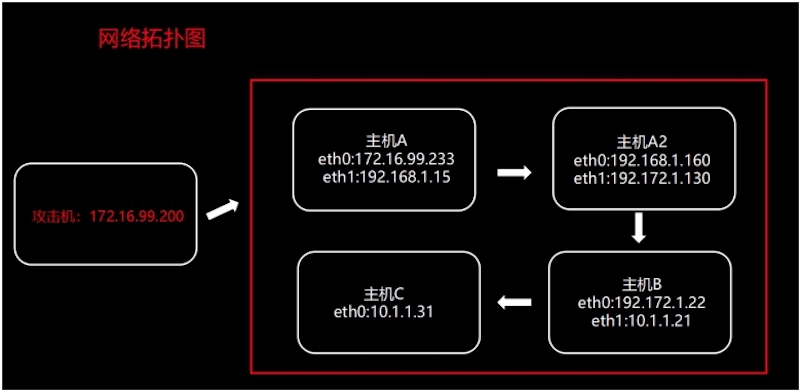 网络拓扑图
主机A
eth0:172.16.99.233
eth1:192.168.1.15
主机A2
eth0:192.168.1.160
eth1:192.172.1.130
攻击机：172.16.99.200
主机C
eth0:10.1.1.31
主机B
eth0:192.172.1.22
eth1:10.1.1.21